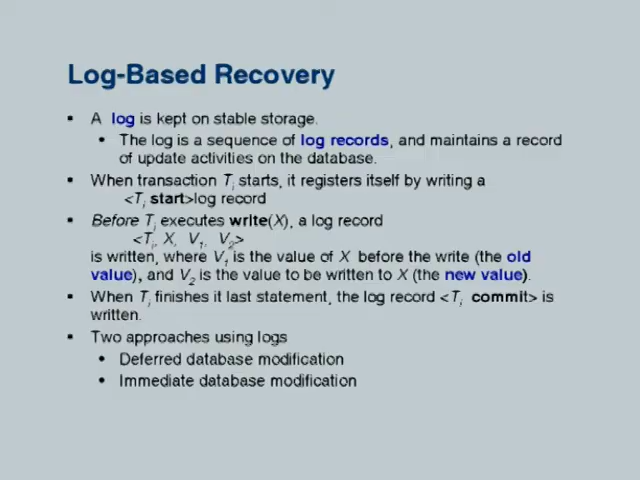 Log-Based Recovery
▪ A log is kept on stable storage.
• The log is a sequence of log records, and maintains a record
of update activities on the database.
▪ When transaction Ti starts, it registers itself by writing a
<Ti start>log record
▪ Before Ti executes write(X), a log record
<Ti, X, V1, V2>
is written, where V1 is the value of X before the write (the old
value), and V2 is the value to be written to X (the new value).
▪ When Ti finishes it last statement, the log record <Ti commit> is
written.
▪ Two approaches using logs
• Deferred database modification
• Immediate database modification